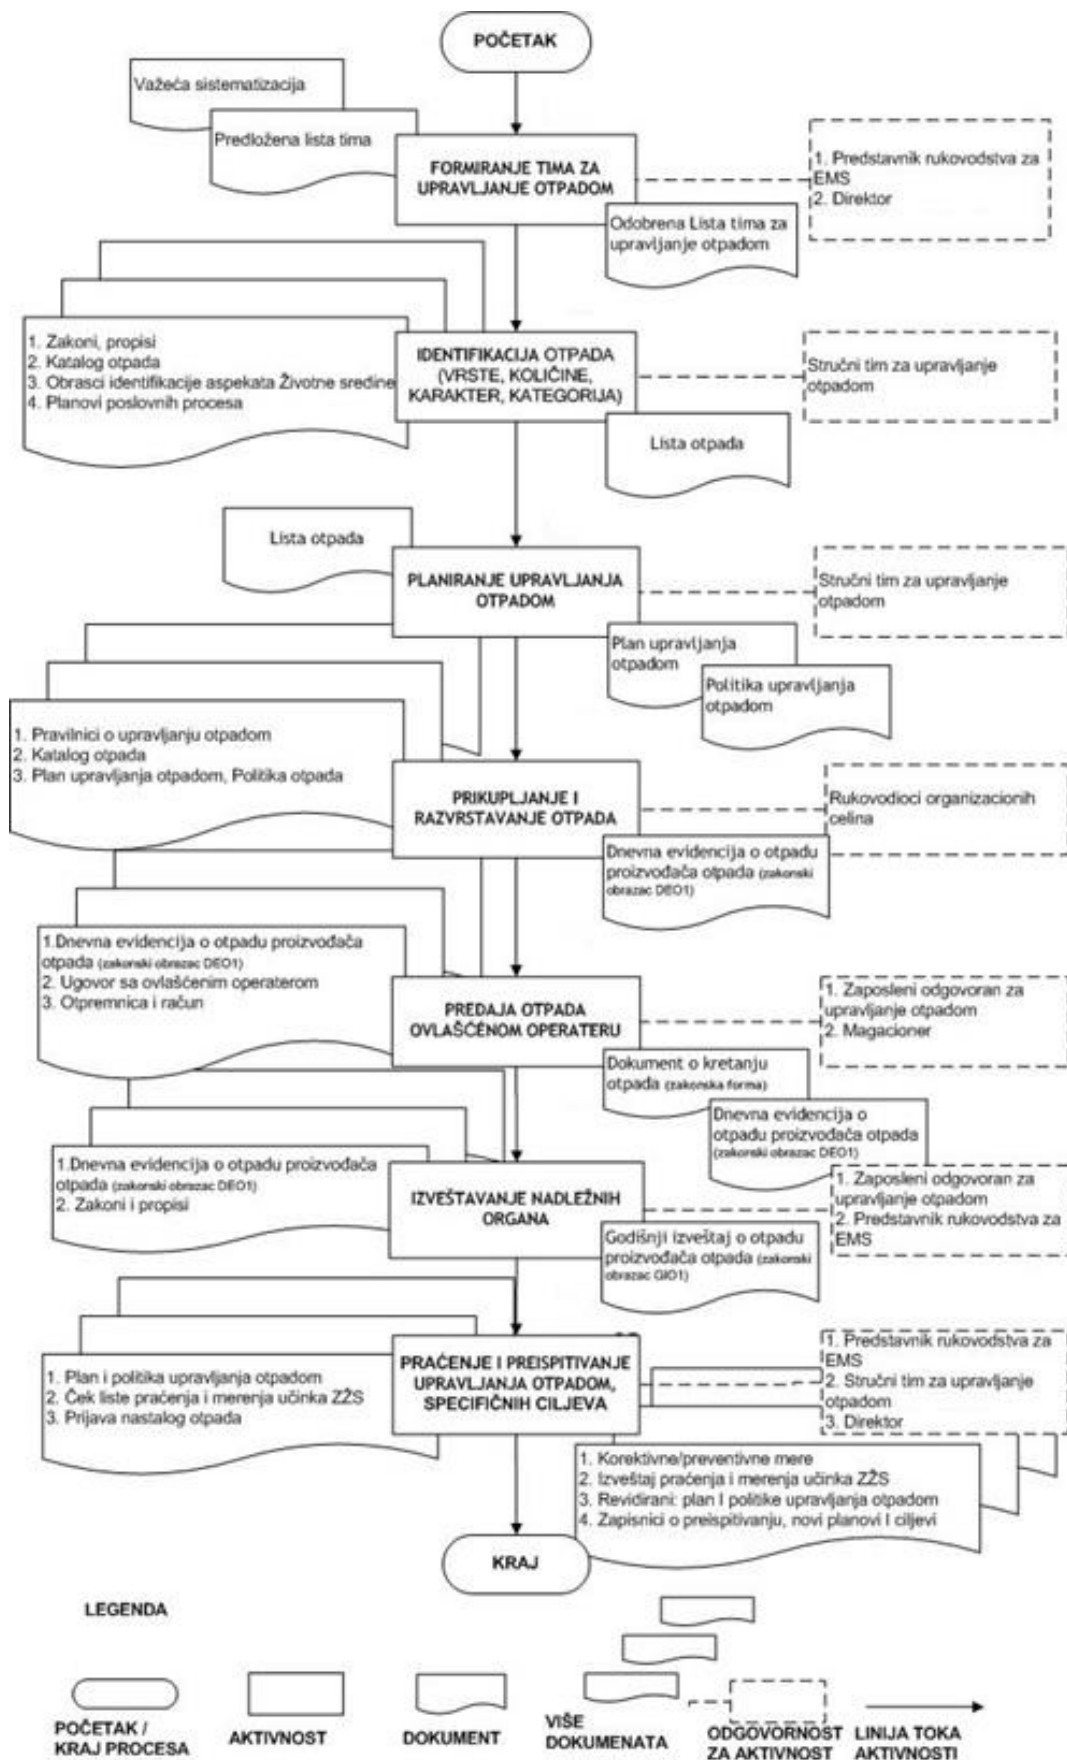 POČETAK
Važeća sistematizacija
Predložena lista tima
FORMIRANJE TIMA ZA
UPRAVLJANJE OTPADOM
1. Predstavnik rukovodstva za
EMS
2. Direktor
Odobrena Lista tima za
upravljanje otpadom
1. Zakoni, propisi
2. Katalog otpada
3. Obrasci identifikacije aspekata Životne sredine
4. Planovi poslovnih procesa
IDENTIFIKACIJA OTPADA
(VRSTE, KOLIČINE,
KARAKTER, KATEGORIJA)
Stručni tim za upravljanje
otpadom
Lista otpada
Lista otpada
PLANIRANJE UPRAVLJANJA
OTPADOM
Stručni tim za upravljanje
otpadom
Plan upravljanja
otpadom
Politika upravljanja
otpadom
1. Pravilnici o upravljanju otpadom
2. Katalog otpada
3. Plan upravljanja otpadom, Politika otpada
PRIKUPLJANJE I
RAZVRSTAVANJE OTPADA
Rukovodioci organizacionih
celina
Dnevna evidencija o otpadu
proizvođača otpada (zakonski
obrazac DEO1)
1.Dnevna evidencija o otpadu proizvođača
otpada (zakonski obrazac DEO1)
2. Ugovor sa ovlašćenim operaterom
3. Otpremnica i račun
PREDAJA OTPADA
OVLAŠĆENOM OPERATERU
1. Zaposleni odgovoran za
upravljanje otpadom
2. Magacioner
Dokument o kretanju
otpada (zakonska forma)
Dnevna evidencija o
otpadu proizvođača otpada
(zakonski obrazac DEO1)
1.Dnevna evidencija o otpadu proizvođača
otpada (zakonski obrazac DEO1)
2. Zakoni i propisi
IZVEŠTAVANJE NADLEŽNIH
ORGANA
1. Zaposleni odgovoran za
upravljanje otpadom
2. Predstavnik rukovodstva za
EMS
Godišnji izveštaj o otpadu
proizvođača otpada (zakonski
obrazac GIO1)
1. Plan i politika upravljanja otpadom
2. Ček liste praćenja i merenja učinka ZŽS
3. Prijava nastalog otpada
PRAĆENJE I PREISPITIVANJE
UPRAVLJANJA OTPADOM,
SPECIFIČNIH CILJEVA
1. Predstavnik rukovodstva za
EMS
2. Stručni tim za upravljanje
otpadom
3. Direktor
1. Korektivne/preventivne mere
2. Izveštaj praćenja i merenja učinka ZŽS
3. Revidirani: plan I politike upravljanja otpadom
4. Zapisnici o preispitivanju, novi planovi I ciljevi
KRAJ
LEGENDA
POČETAK /
KRAJ PROCESA
AKTIVNOST
DOKUMENT
VIŠE
DOKUMENATA
ODGOVORNOST
ZA AKTIVNOST
LINIJA TOKA
AKTIVNOSTI